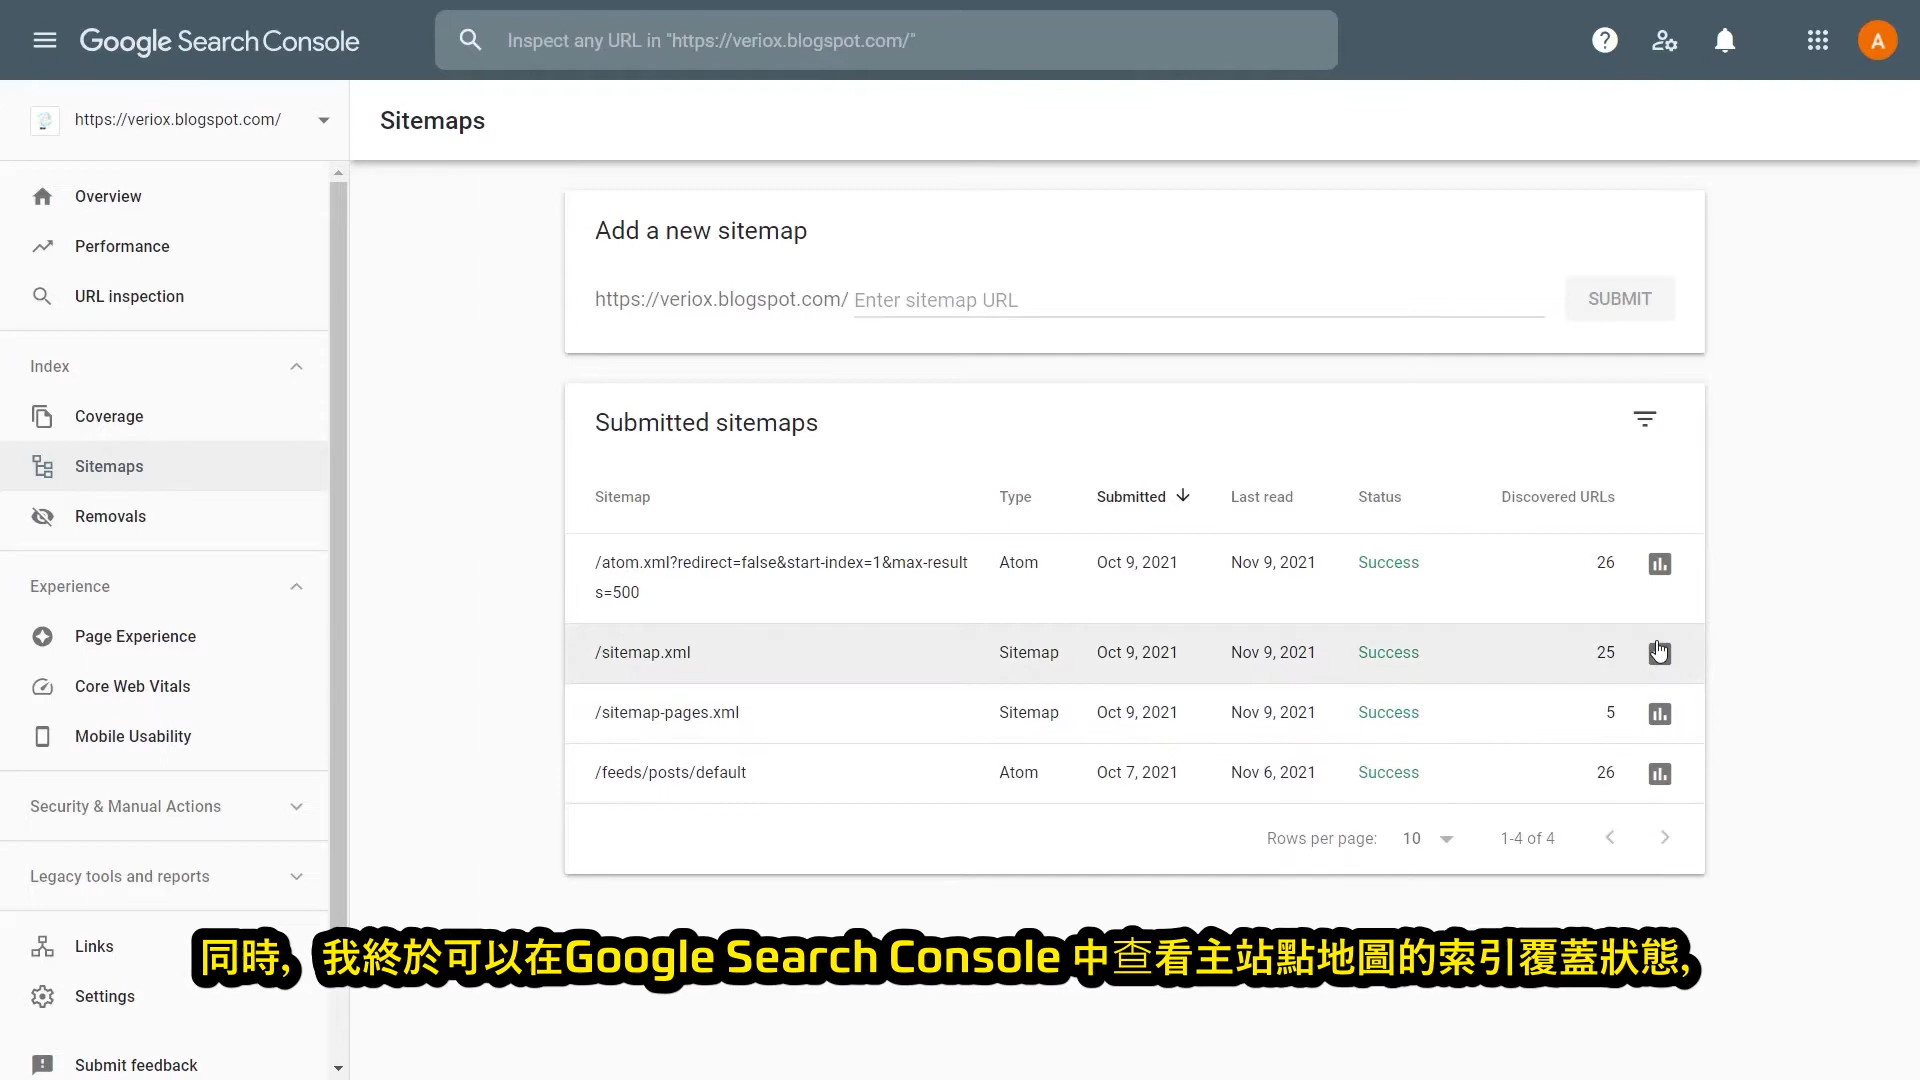 Google Search Console
Inspect any URL in "https://veriox.blogspot.com/"
A
https://veriox.blogspot.com/
Sitemaps
Overview
Performance
URL inspection
Index
Coverage
Sitemaps
Removals
Experience
Page Experience
Core Web Vitals
Mobile Usability
Security & Manual Actions
Legacy tools and reports
Links
Settings
Submit feedback
Add a new sitemap
https://veriox.blogspot.com/ Enter sitemap URL SUBMIT
Submitted sitemaps
Sitemap Type Submitted Last read Status Discovered URLs
/atom.xml?redirect=false&start-index=1&max-result Atom Oct 9, 2021 Nov 9, 2021 Success 26
s=500
/sitemap.xml Sitemap Oct 9, 2021 Nov 9, 2021 Success 25
/sitemap-pages.xml Sitemap Oct 9, 2021 Nov 9, 2021 Success 5
/feeds/posts/default Atom Oct 7, 2021 Nov 6, 2021 Success 26
Rows per page: 10 1-4 of 4
同時, 我終於可以在Google Search Console 中查看主站點地圖的索引覆蓋狀態,